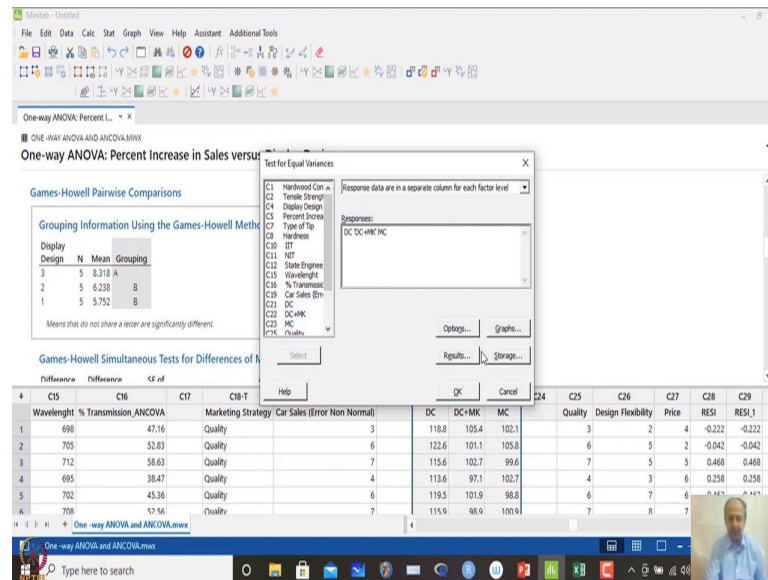 Minitab - Untitled
File Edit Data Calc Stat Graph View Help Assistant Additional Tools
One-way ANOVA: Percent I... × 
ONE -WAY ANOVA AND ANCOVA.MWX
One-way ANOVA: Percent Increase in Sales versus
Games-Howell Pairwise Comparisons
Grouping Information Using the Games-Howell Metho
Display
Design N Mean Grouping
3 5 8.318 A
2 5 6.238 B
1 5 5.752 B
Means that do not share a letter are significantly different.
Games-Howell Simultaneous Tests for Differences of M
Difference Difference SE of
Test for Equal Variances X
C1 Hardwood Con
C2 Tensile Strengt
C4 Display Design
C5 Percent Increa
C7 Type of Tip
C8 Hardness
C10 IIT
C11 NIT
C12 State Enginee
C15 Wavelenght
C16 % Transmissic
C19 Car Sales (Erro
C21 DC
C22 DC+MK
C23 MC
C25 Quality
Response data are in a separate column for each factor level
Responses:
DC 'DC+MK' MC
Options... Graphs...
Select Results... Storage...
Help OK Cancel
C15 C16 C17 C18-T C24 C25 C26 C27 C28 C29
Wavelenght % Transmission_ANCOVA Marketing Strategy Car Sales (Error Non Normal) DC DC+MK MC Quality Design Flexibility Price RESI RESI_1
1 698 47.16 Quality 3 118.8 105.4 102.1 3 2 4 -0.222 -0.222
2 705 52.83 Quality 6 122.6 101.1 105.8 6 5 2 -0.042 -0.042
3 712 58.63 Quality 7 115.6 102.7 99.6 7 5 5 0.468 0.468
4 695 38.47 Quality 4 113.6 97.1 102.7 4 3 6 0.258 0.258
5 702 45.36 Quality 6 119.5 101.9 98.8 6 7 6
6 708 52.56 Quality 7 115.9 98.9 100.9 7 8 7
One -way ANOVA and ANCOVA.mwx
One -way ANOVA and ANCOVA.mwx
Type here to search
NPTEL